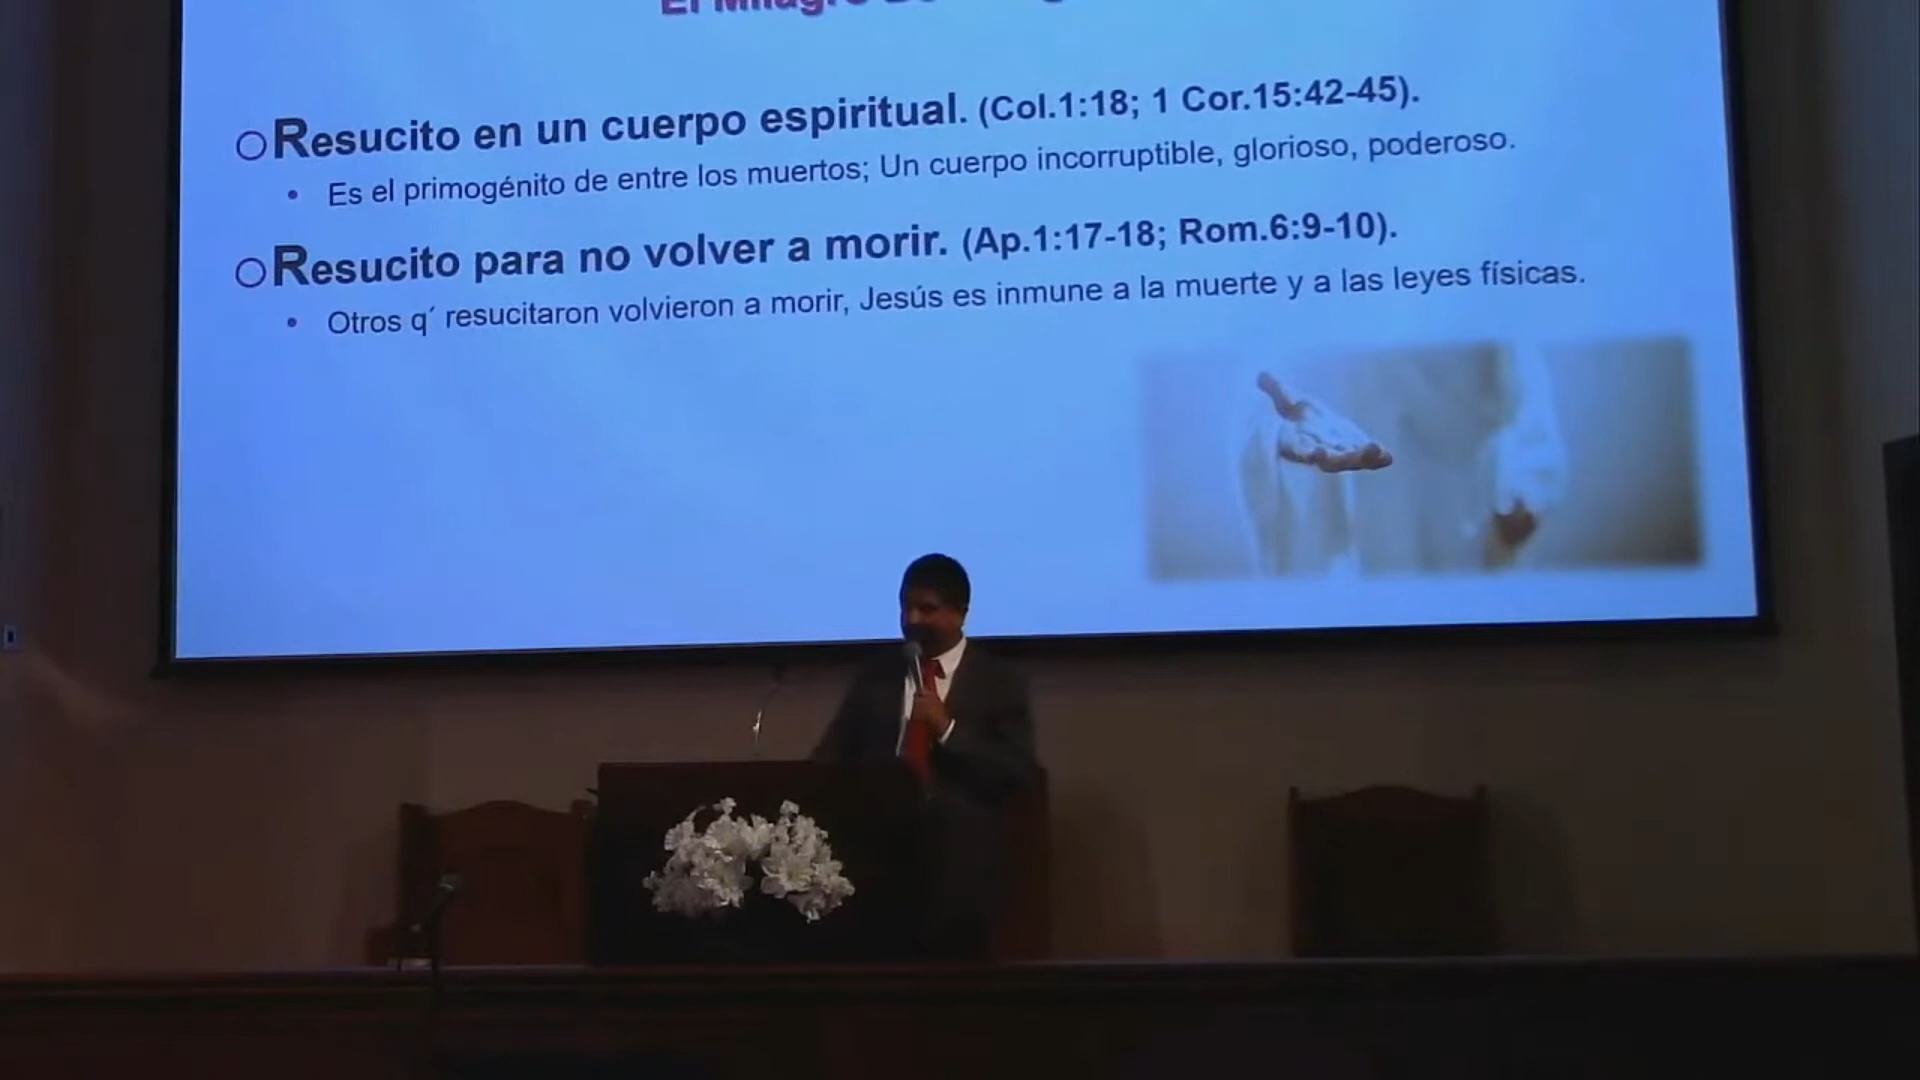 El Milagro
Resucito en un cuerpo espiritual. (Col.1:18; 1 Cor.15:42-45).
Es el primogénito de entre los muertos; Un cuerpo incorruptible, glorioso, poderoso.
Resucito para no volver a morir. (Ap.1:17-18; Rom.6:9-10).
Otros q´ resucitaron volvieron a morir, Jesús es inmune a la muerte y a las leyes físicas.